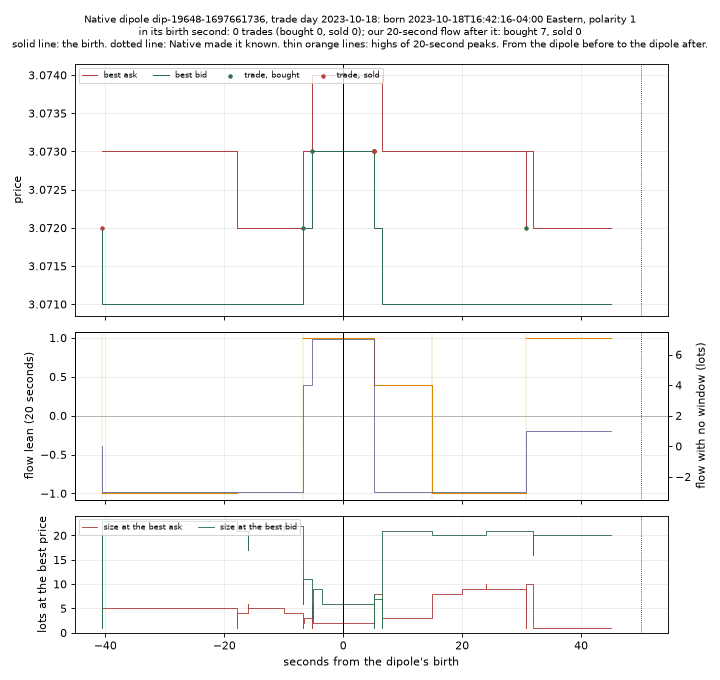 Native dipole dip-19648-1697661736, trade day 2023-10-18: born 2023-10-18T16:42:16-04:00 Eastern, polarity 1
in its birth second: 0 trades (bought 0, sold 0); our 20-second flow after it: bought 7, sold 0
solid line: the birth. dotted line: Native made it known. thin orange lines: highs of 20-second peaks. From the dipole before to the dipole after.
best ask best bid trade, bought trade, sold
3.0740
3.0730
3.0725
3.0720
3.0715
3.0710
price
1.0
0.5
0.0
−0.5
−1.0
flow lean (20 seconds)
6
4
2
0
−2
flow with no window (lots)
size at the best ask size at the best bid
20
15
10
5
0
lots at the best price
−40 −20 0 20 40
seconds from the dipole's birth